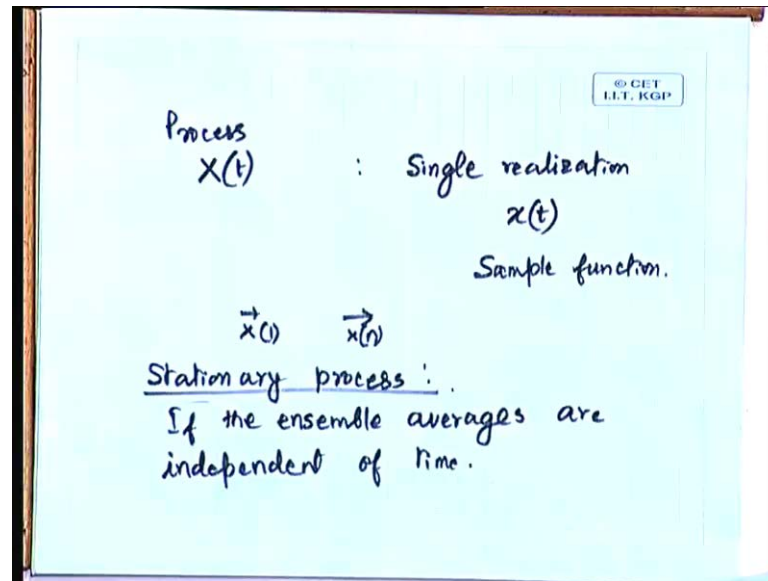 © CET
I.I.T. KGP
Process
X(t) : Single realization
x(t)
Sample function.
→x(1) →x(n)
Stationary process :.
If the ensemble averages are
independent of time.